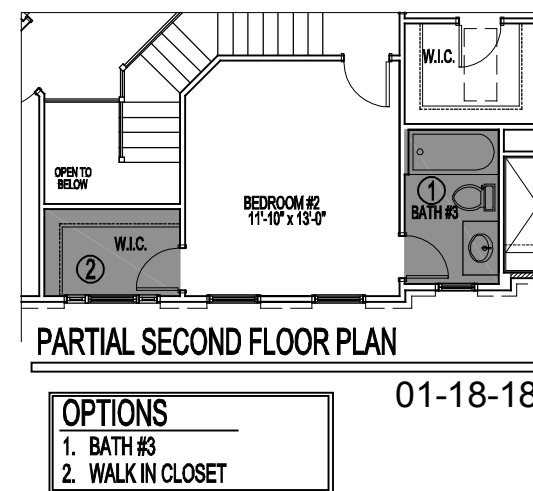 W.I.C.
OPEN TO
BELOW
BEDROOM #2
11'-10" x 13'-0"
1
BATH #3
W.I.C.
2
PARTIAL SECOND FLOOR PLAN
01-18-18
OPTIONS
1. BATH #3
2. WALK IN CLOSET